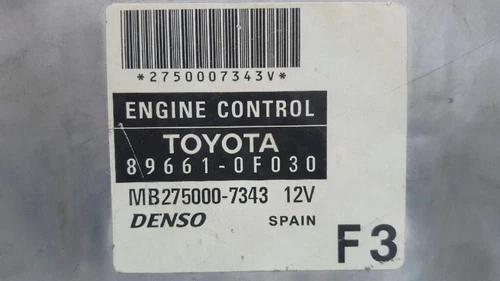 *2750007343V*
ENGINE CONTROL
TOYOTA
89661-0F030
MB275000-7343 12V
DENSO SPAIN
F3